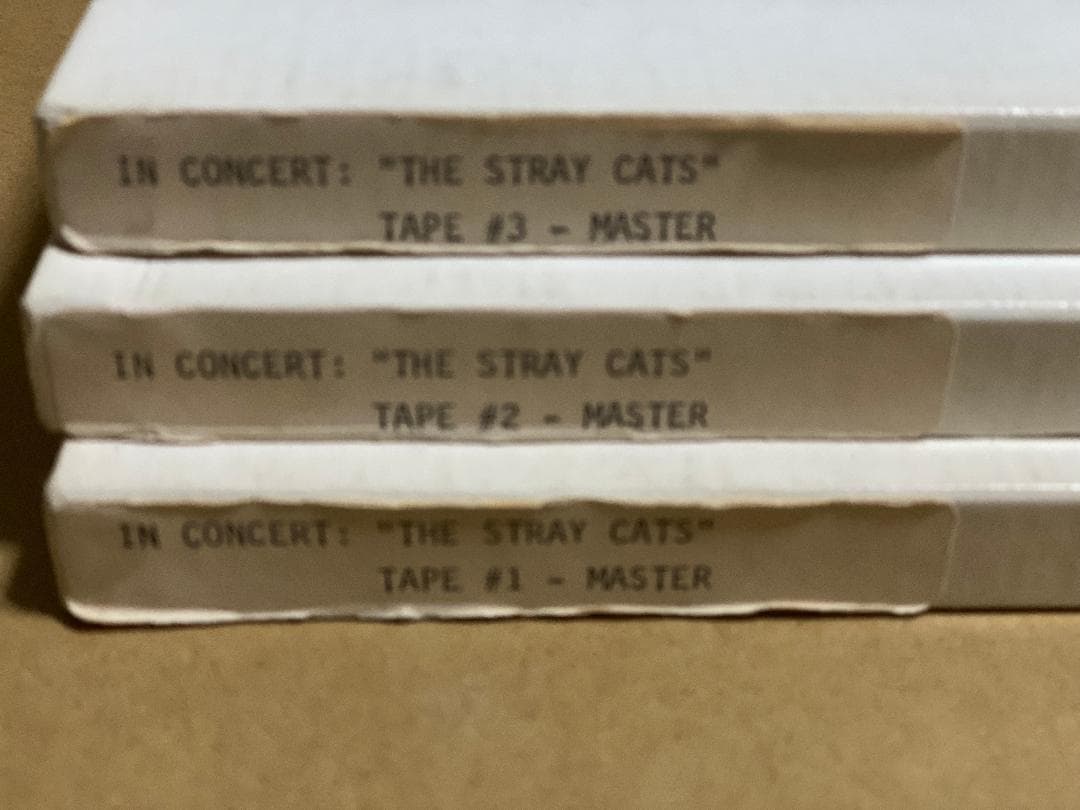 IN CONCERT: "THE STRAY CATS"
TAPE #3 - MASTER
IN CONCERT: "THE STRAY CATS"
TAPE #2 - MASTER
IN CONCERT: "THE STRAY CATS"
TAPE #1 - MASTER